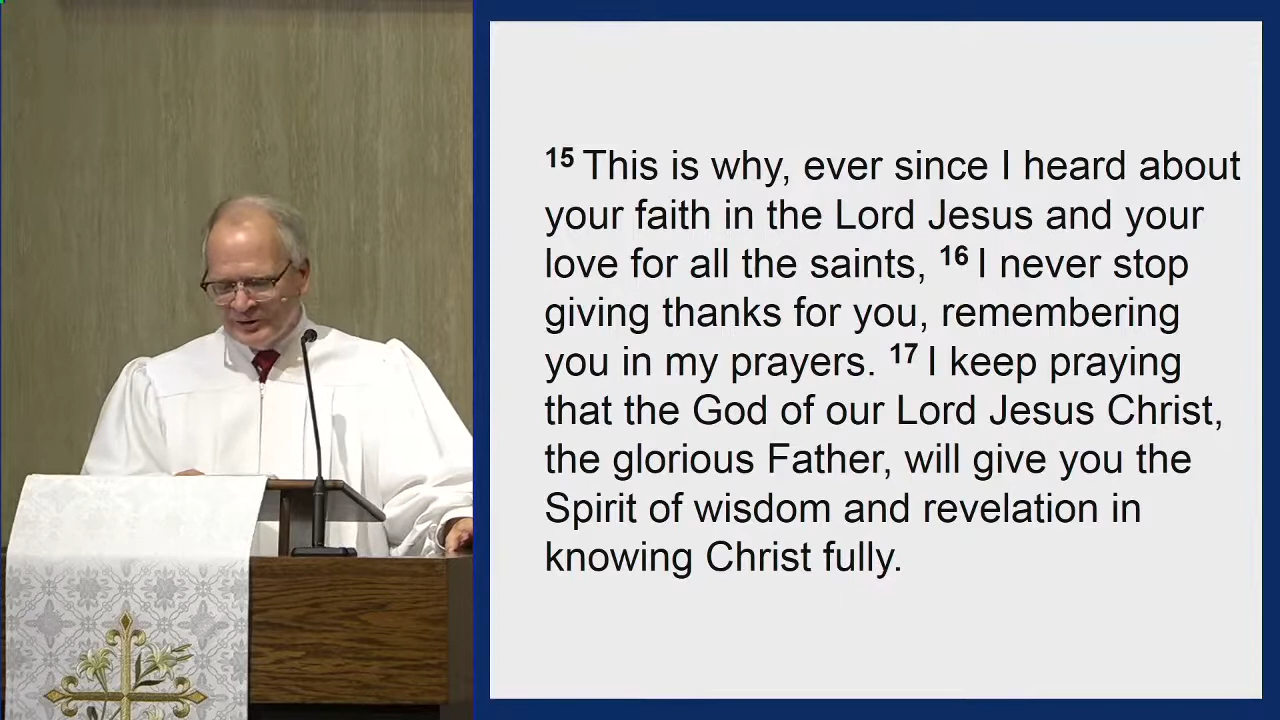 15 This is why, ever since I heard about
your faith in the Lord Jesus and your
love for all the saints, 16 I never stop
giving thanks for you, remembering
you in my prayers. 17 I keep praying
that the God of our Lord Jesus Christ,
the glorious Father, will give you the
Spirit of wisdom and revelation in
knowing Christ fully.